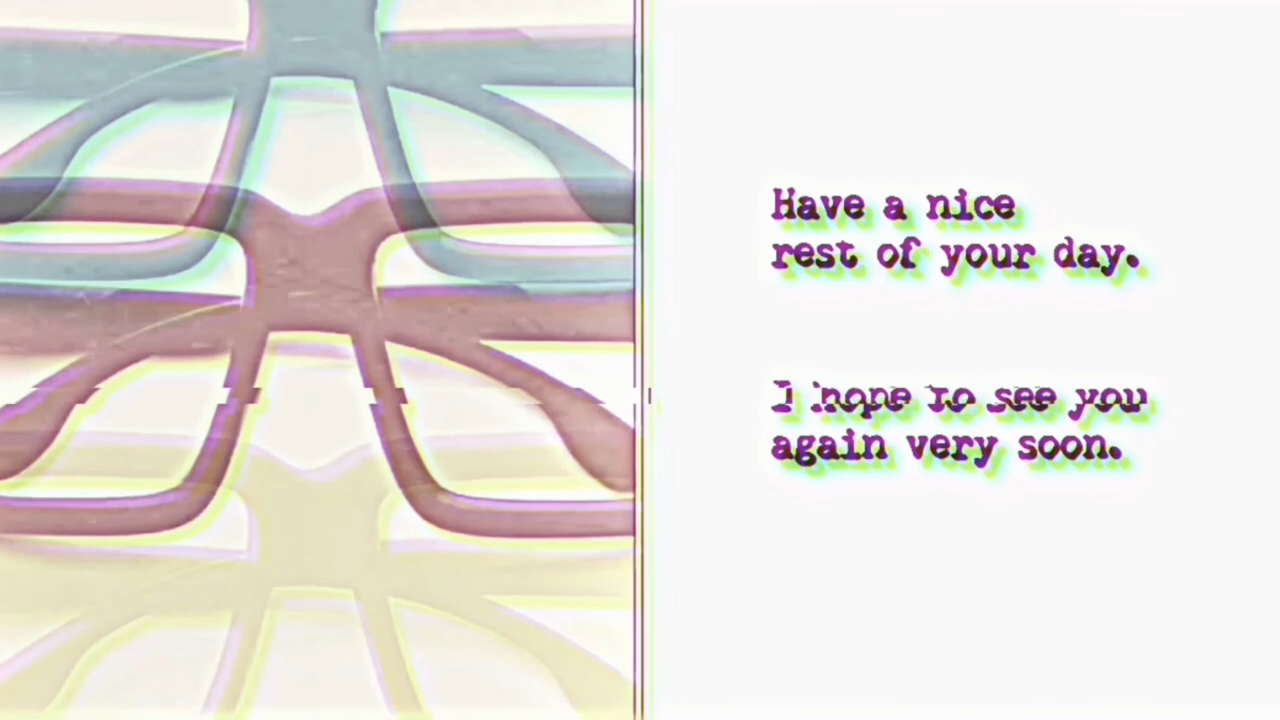 Have a nice
rest of your day.
I hope to see you
again very soon.